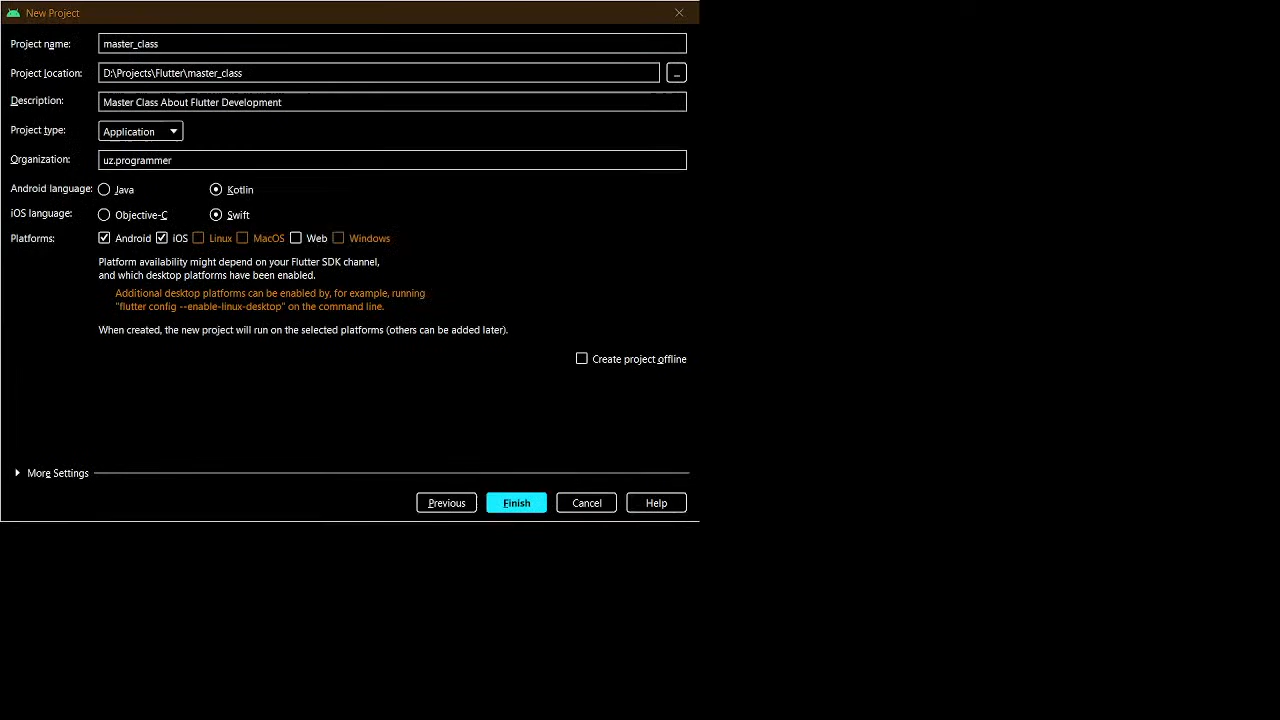 New Project
Project name: master_class
Project location: D:\Projects\Flutter\master_class ...
Description: Master Class About Flutter Development
Project type: Application
Organization: uz.programmer
Android language: Java Kotlin
iOS language: Objective-C Swift
Platforms: Android iOS Linux MacOS Web Windows
Platform availability might depend on your Flutter SDK channel,
and which desktop platforms have been enabled.
Additional desktop platforms can be enabled by, for example, running
"flutter config --enable-linux-desktop" on the command line.
When created, the new project will run on the selected platforms (others can be added later).
Create project offline
More Settings
Previous Finish Cancel Help